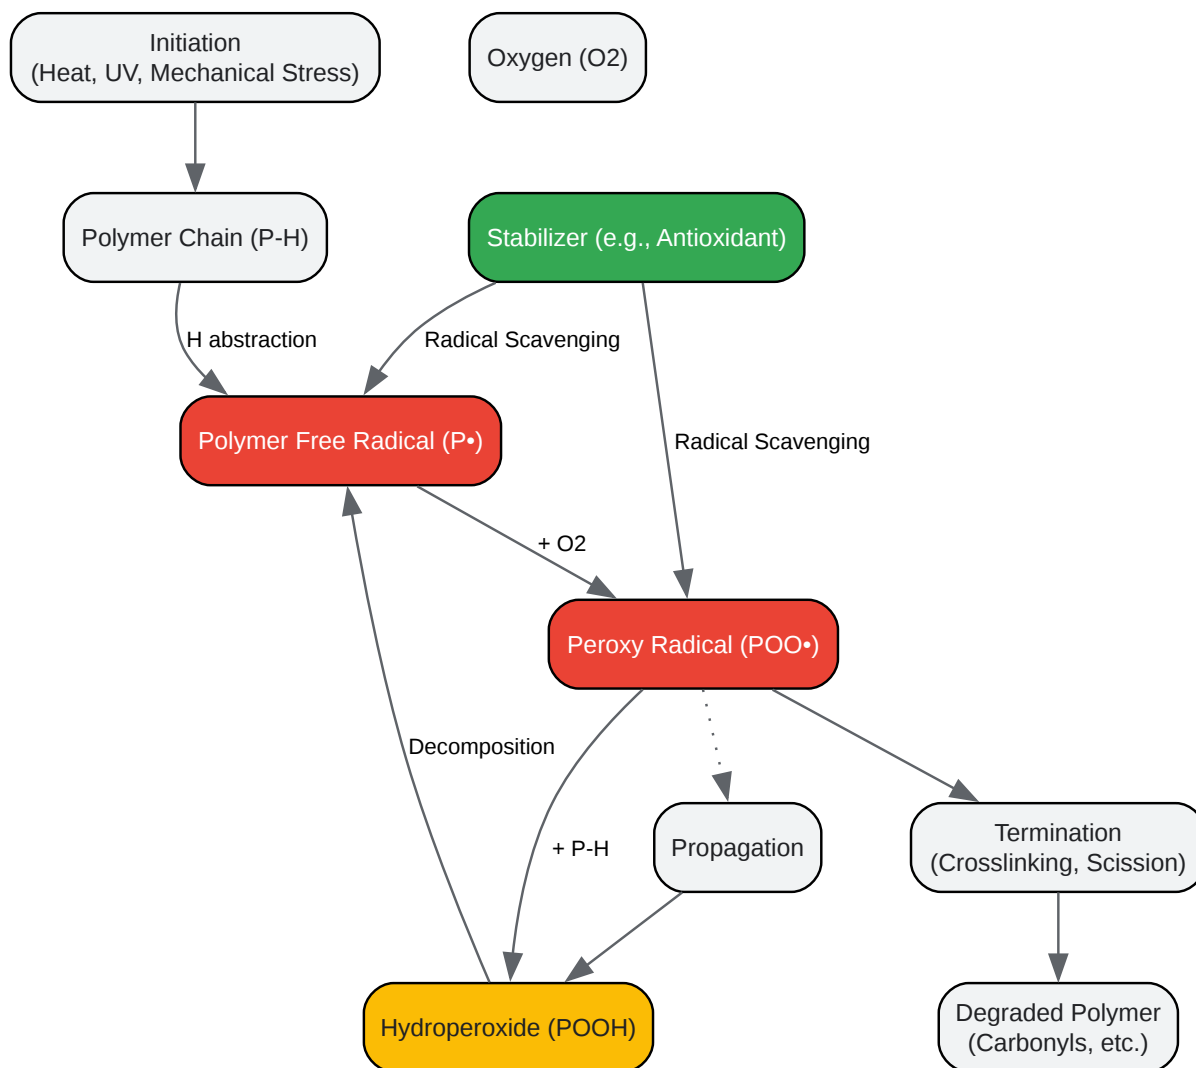 Initiation
(Heat, UV, Mechanical Stress)
Oxygen (O2)
Polymer Chain (P-H)
Stabilizer (e.g., Antioxidant)
H abstraction
Radical Scavenging
Polymer Free Radical (P•)
Radical Scavenging
+ O2
Peroxy Radical (POO•)
Decomposition
+ P-H
Propagation
Termination
(Crosslinking, Scission)
Hydroperoxide (POOH)
Degraded Polymer
(Carbonyls, etc.)